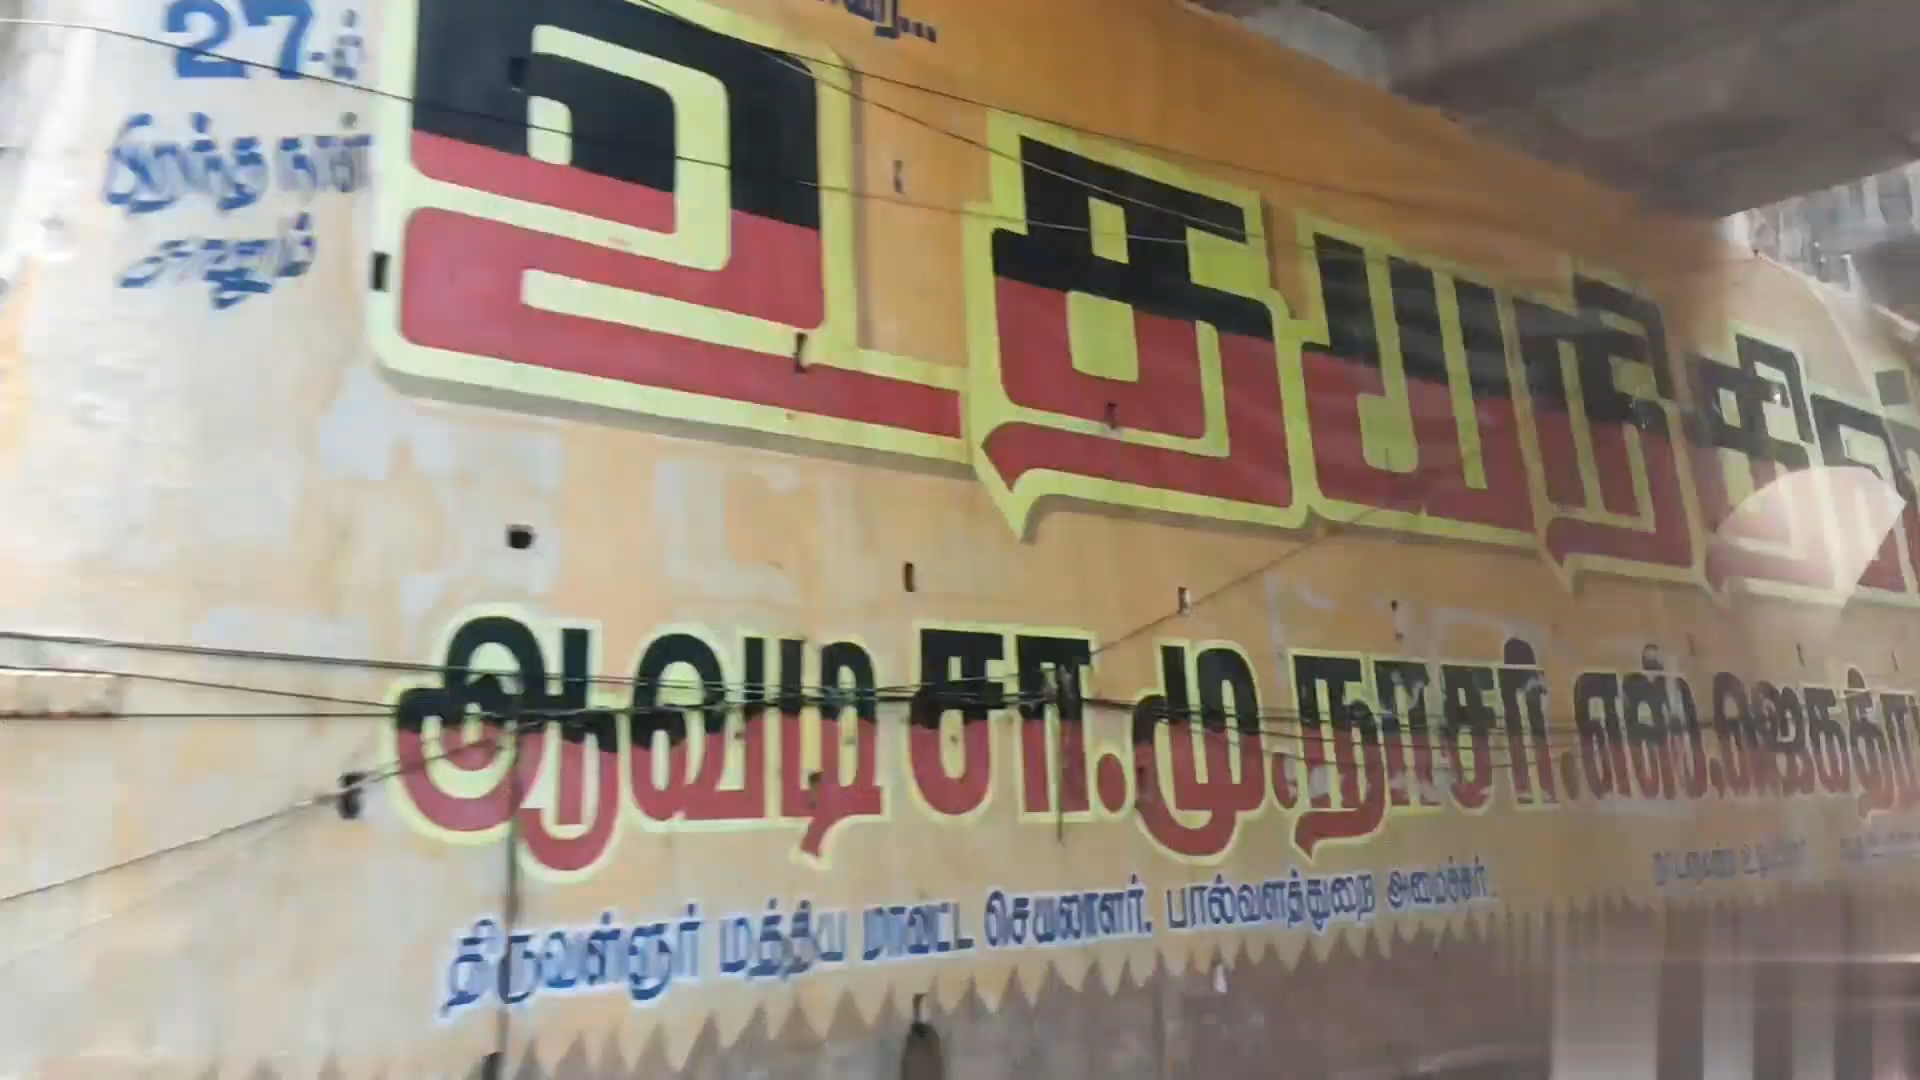 27-ல்
பிறந்த நாள்
காணும்
உதயநிதி
ஆவடி சா.மு.நாசர்.எஸ்.ஜெகத்ர
திருவள்ளூர் மத்திய மாவட்ட செயலாளர். பால்வளத்துறை அமைச்சர்.